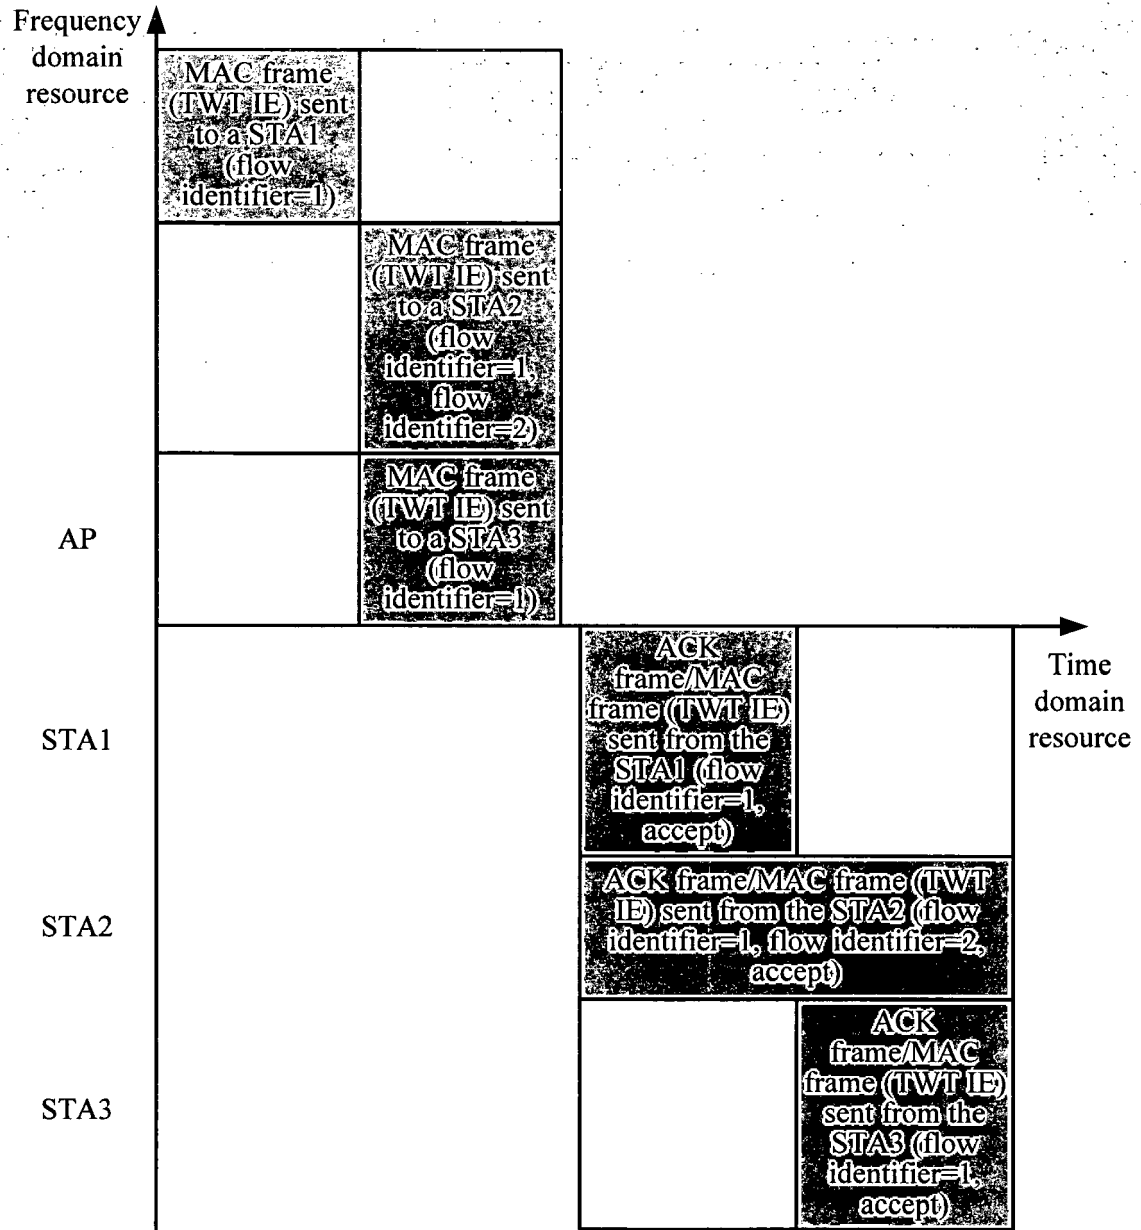 Frequency
domain
resource
MAC frame
(TWT IE) sent
to a STA1
(flow
identifier=1)
MAC frame
(TWT IE) sent
to a STA2
(flow
identifier=1,
flow
identifier=2)
AP
MAC frame
(TWT IE) sent
to a STA3
(flow
identifier=1)
Time
domain
resource
STA1
ACK
frame/MAC
frame (TWT IE)
sent from the
STA1 (flow
identifier=1,
accept)
STA2
ACK frame/MAC frame (TWT
IE) sent from the STA2 (flow
identifier=1, flow identifier=2,
accept)
STA3
ACK
frame/MAC
frame (TWT IE)
sent from the
STA3 (flow
identifier=1,
accept)